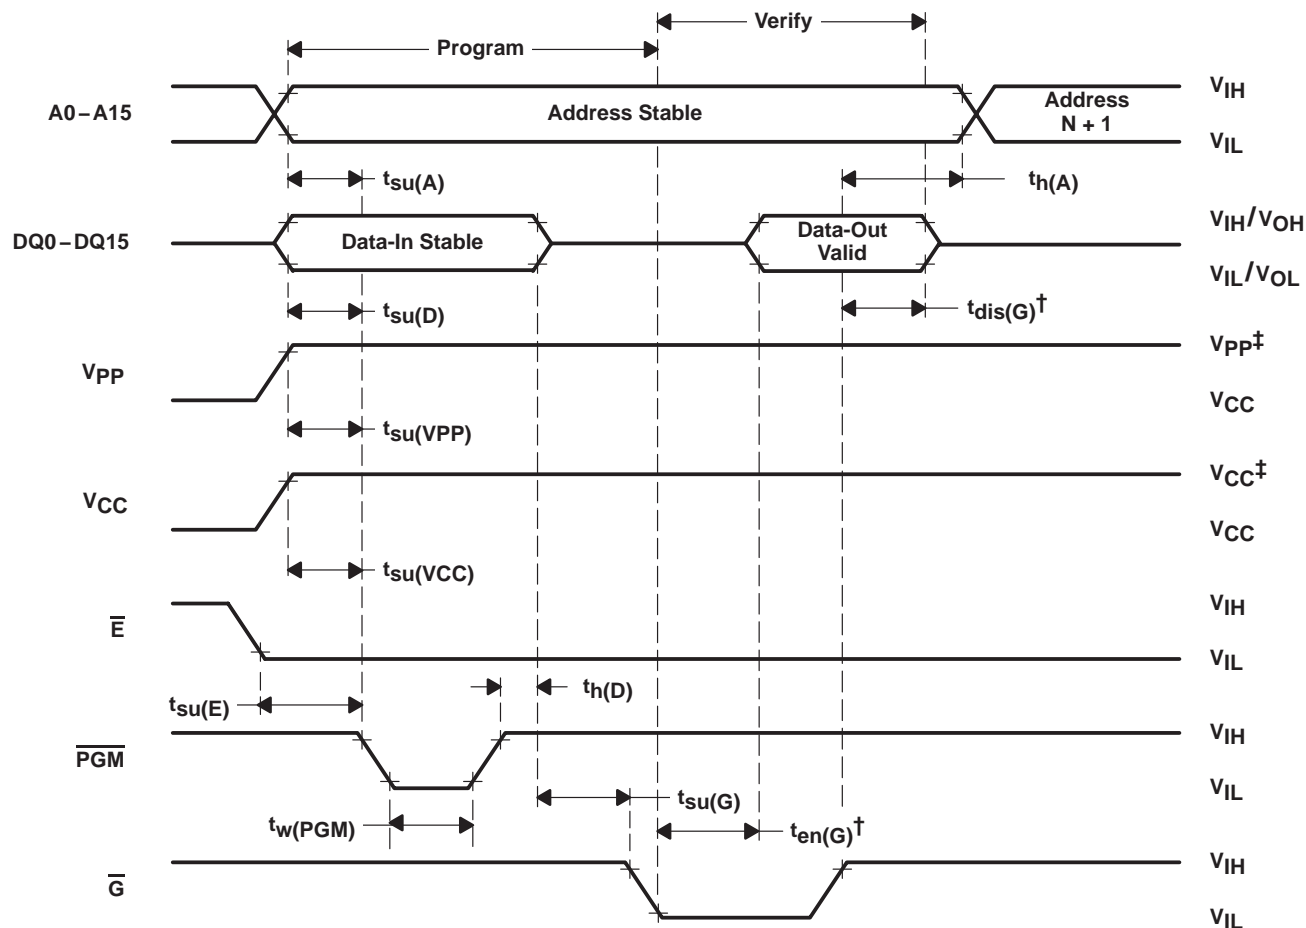 Verify
Program
A0–A15
Address Stable
Address
N + 1
VIH
VIL
tsu(A)
th(A)
DQ0–DQ15
Data-In Stable
Data-Out
Valid
VIH/VOH
VIL/VOL
tsu(D)
tdis(G)†
VPP
VPP‡
VCC
tsu(VPP)
VCC
VCC‡
VCC
tsu(VCC)
E̅
VIH
VIL
tsu(E)
th(D)
P̅G̅M̅
VIH
VIL
tsu(G)
tw(PGM)
ten(G)†
G̅
VIH
VIL